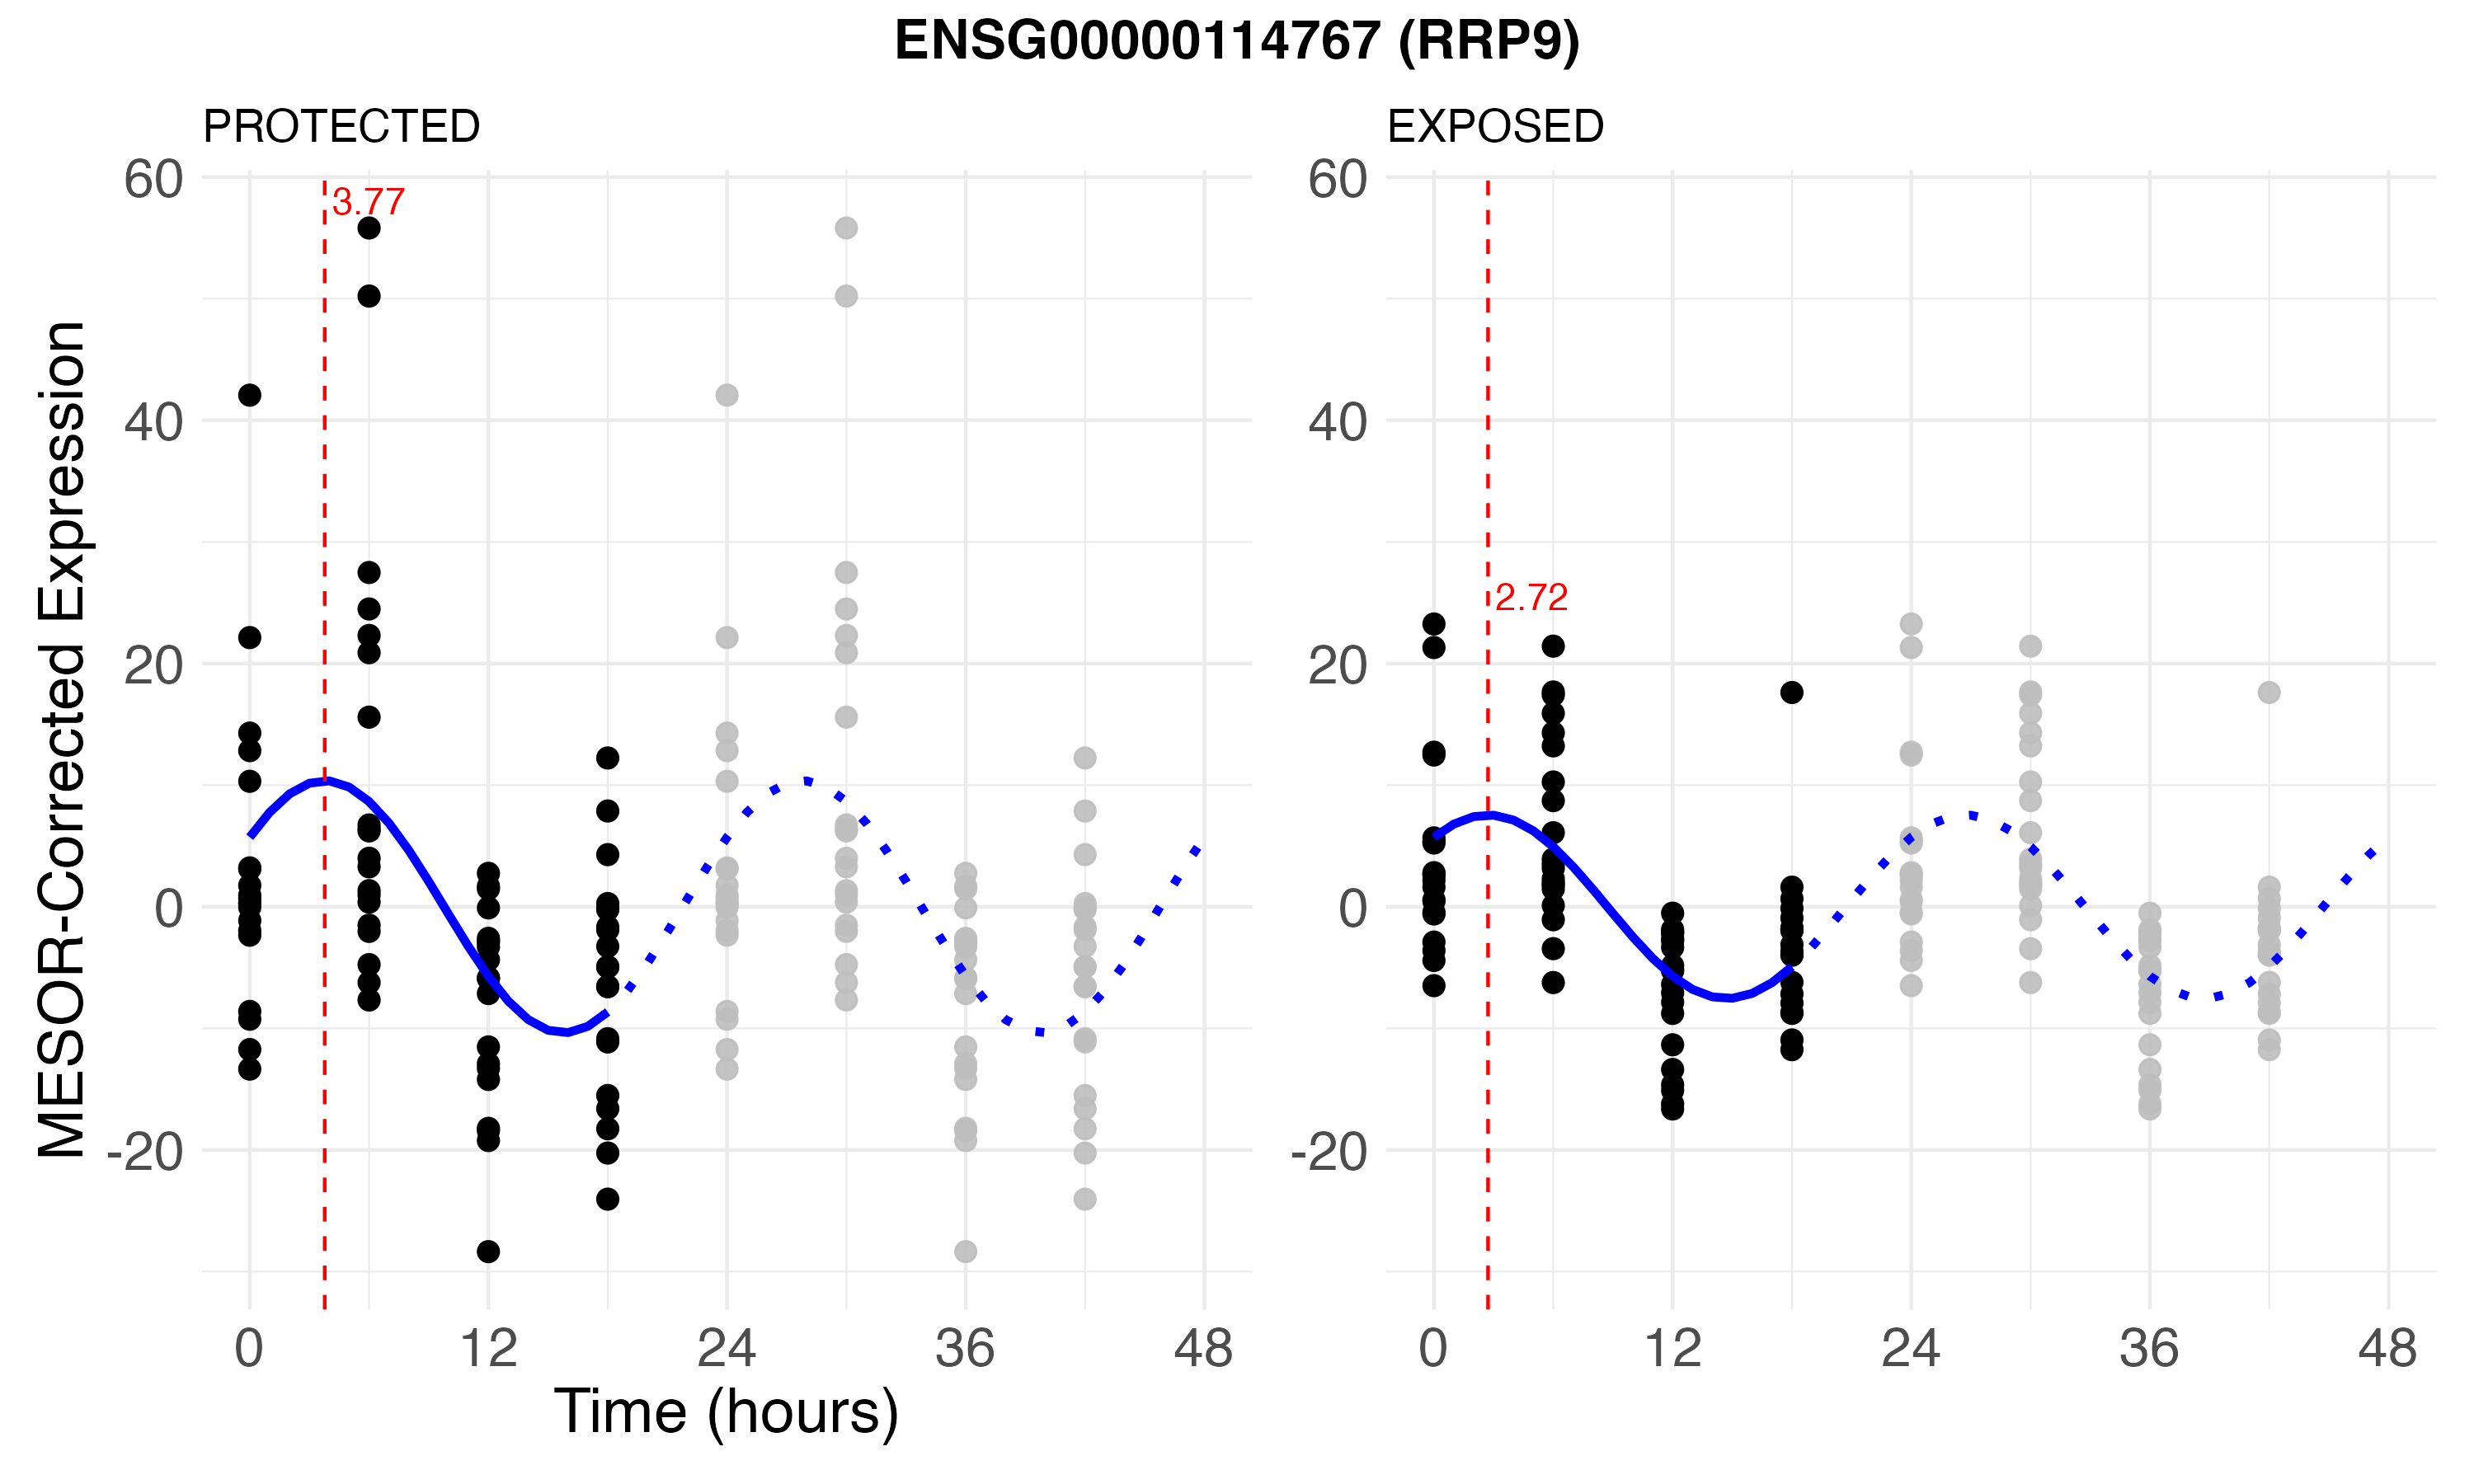 ENSG00000114767 (RRP9)
PROTECTED
EXPOSED
MESOR-Corrected Expression
60
40
20
0
-20
3.77
0 12 24 36 48
60
40
20
0
-20
2.72
0 12 24 36 48
Time (hours)